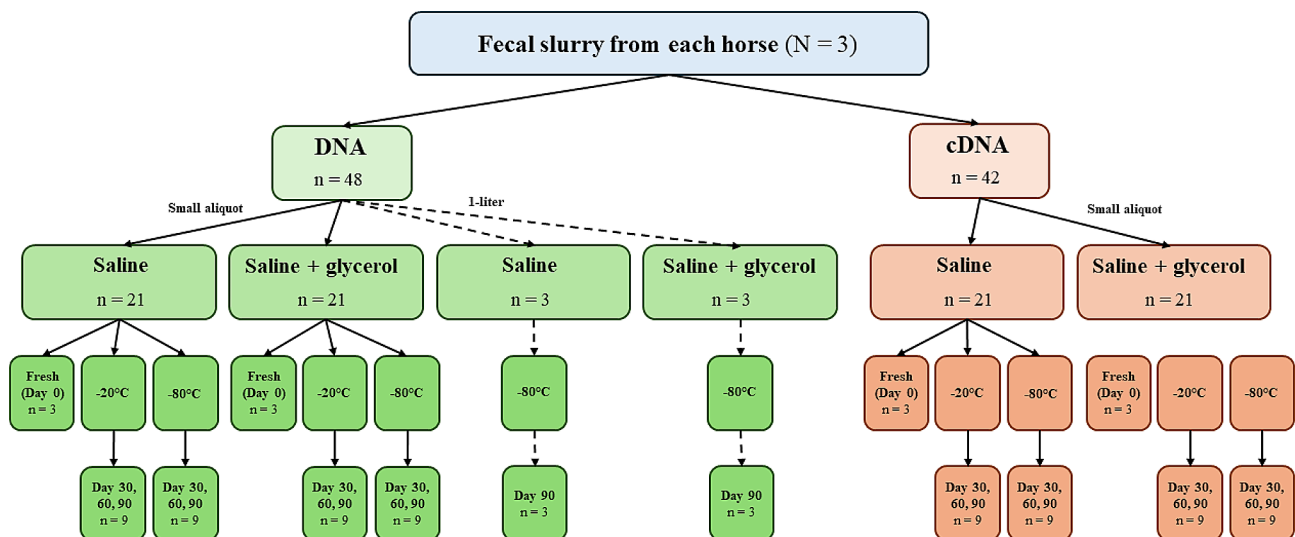 Fecal slurry from each horse (N = 3)
DNA
n = 48
cDNA
n = 42
Small aliquot
1-liter
Small aliquot
Saline
n = 21
Saline + glycerol
n = 21
Saline
n = 3
Saline + glycerol
n = 3
Saline
n = 21
Saline + glycerol
n = 21
Fresh
(Day 0)
n = 3
-20°C
-80°C
Fresh
(Day 0)
n = 3
-20°C
-80°C
-80°C
-80°C
Fresh
(Day 0)
n = 3
-20°C
-80°C
Fresh
(Day 0)
n = 3
-20°C
-80°C
Day 30,
60, 90
n = 9
Day 30,
60, 90
n = 9
Day 30,
60, 90
n = 9
Day 30,
60, 90
n = 9
Day 90
n = 3
Day 90
n = 3
Day 30,
60, 90
n = 9
Day 30,
60, 90
n = 9
Day 30,
60, 90
n = 9
Day 30,
60, 90
n = 9